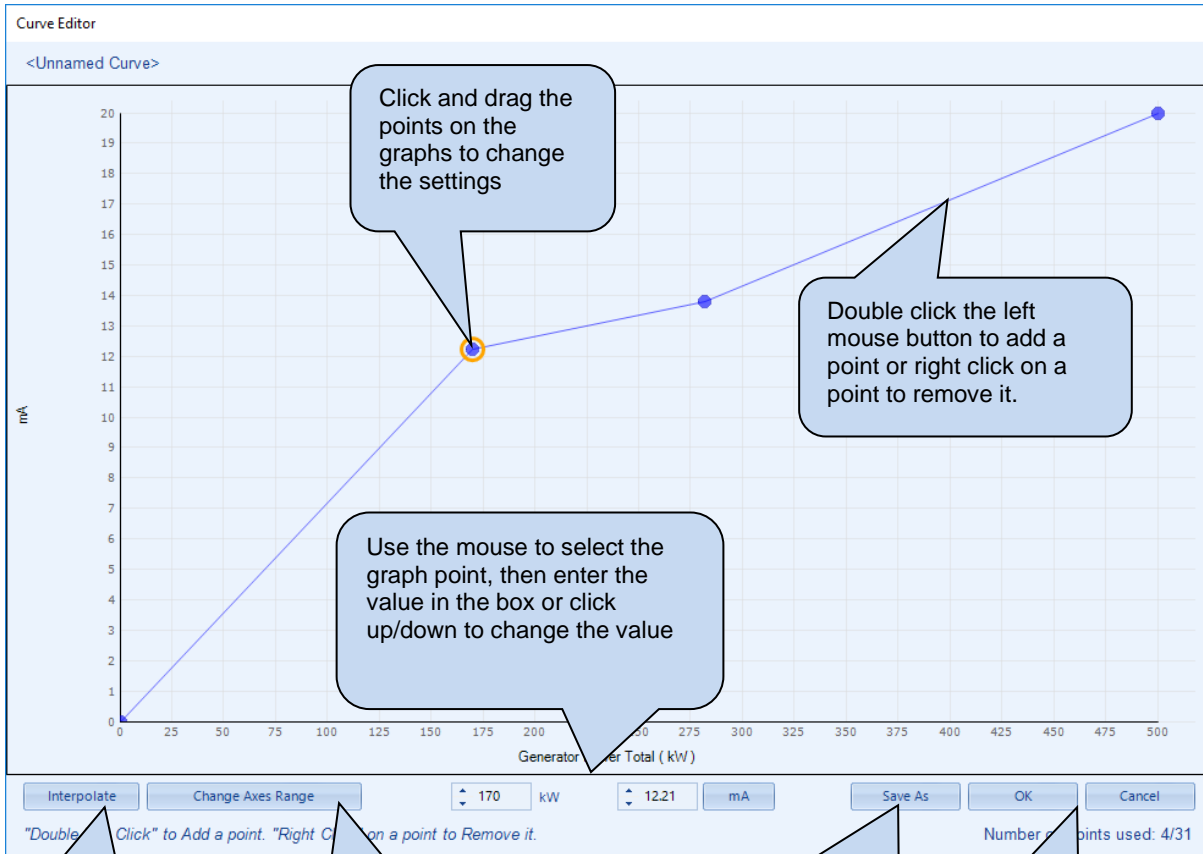 Curve Editor
<Unnamed Curve>
Click and drag the
points on the
graphs to change
the settings
Double click the left
mouse button to add a
point or right click on a
point to remove it.
Use the mouse to select the
graph point, then enter the
value in the box or click
up/down to change the value
20
19
18
17
16
15
14
13
12
11
10
9
8
7
6
5
4
3
2
1
0
mA
0 25 50 75 100 125 150 175 200 50 275 300 325 350 375 400 425 450 475 500
Generator er Total ( kW )
Interpolate Change Axes Range 170 kW 12.21 mA Save As OK Cancel
"Double Click" to Add a point. "Right C on a point to Remove it. Number o ints used: 4/31